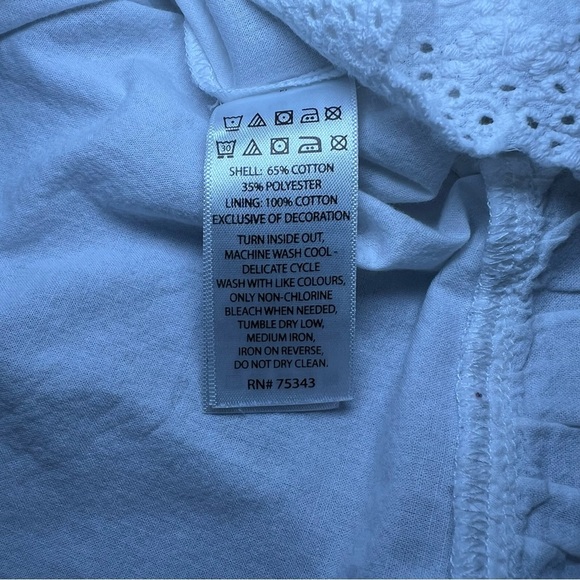 30
SHELL: 65% COTTON
35% POLYESTER
LINING: 100% COTTON
EXCLUSIVE OF DECORATION
TURN INSIDE OUT,
MACHINE WASH COOL -
DELICATE CYCLE
WASH WITH LIKE COLOURS,
ONLY NON-CHLORINE
BLEACH WHEN NEEDED,
TUMBLE DRY LOW,
MEDIUM IRON,
IRON ON REVERSE,
DO NOT DRY CLEAN.
RN# 75343